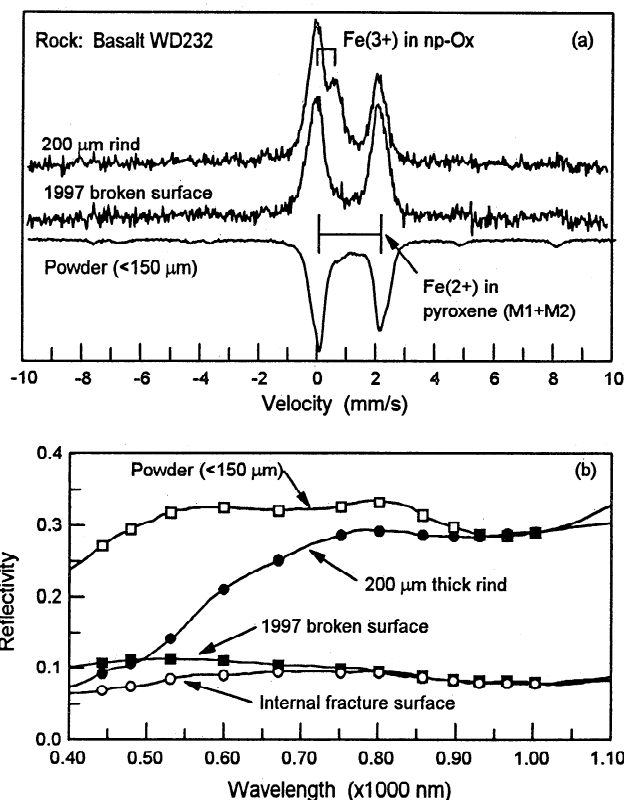 Rock: Basalt WD232
Fe(3+) in np-Ox
(a)
200 µm rind
1997 broken surface
Powder (<150 µm)
Fe(2+) in
pyroxene (M1+M2)
-10 -8 -6 -4 -2 0 2 4 6 8 10
Velocity (mm/s)
0.4
Powder (<150 µm)
(b)
0.3
200 µm thick rind
0.2
1997 broken surface
0.1
Internal fracture surface
0.0
Reflectivity
0.40 0.50 0.60 0.70 0.80 0.90 1.00 1.10
Wavelength (x1000 nm)